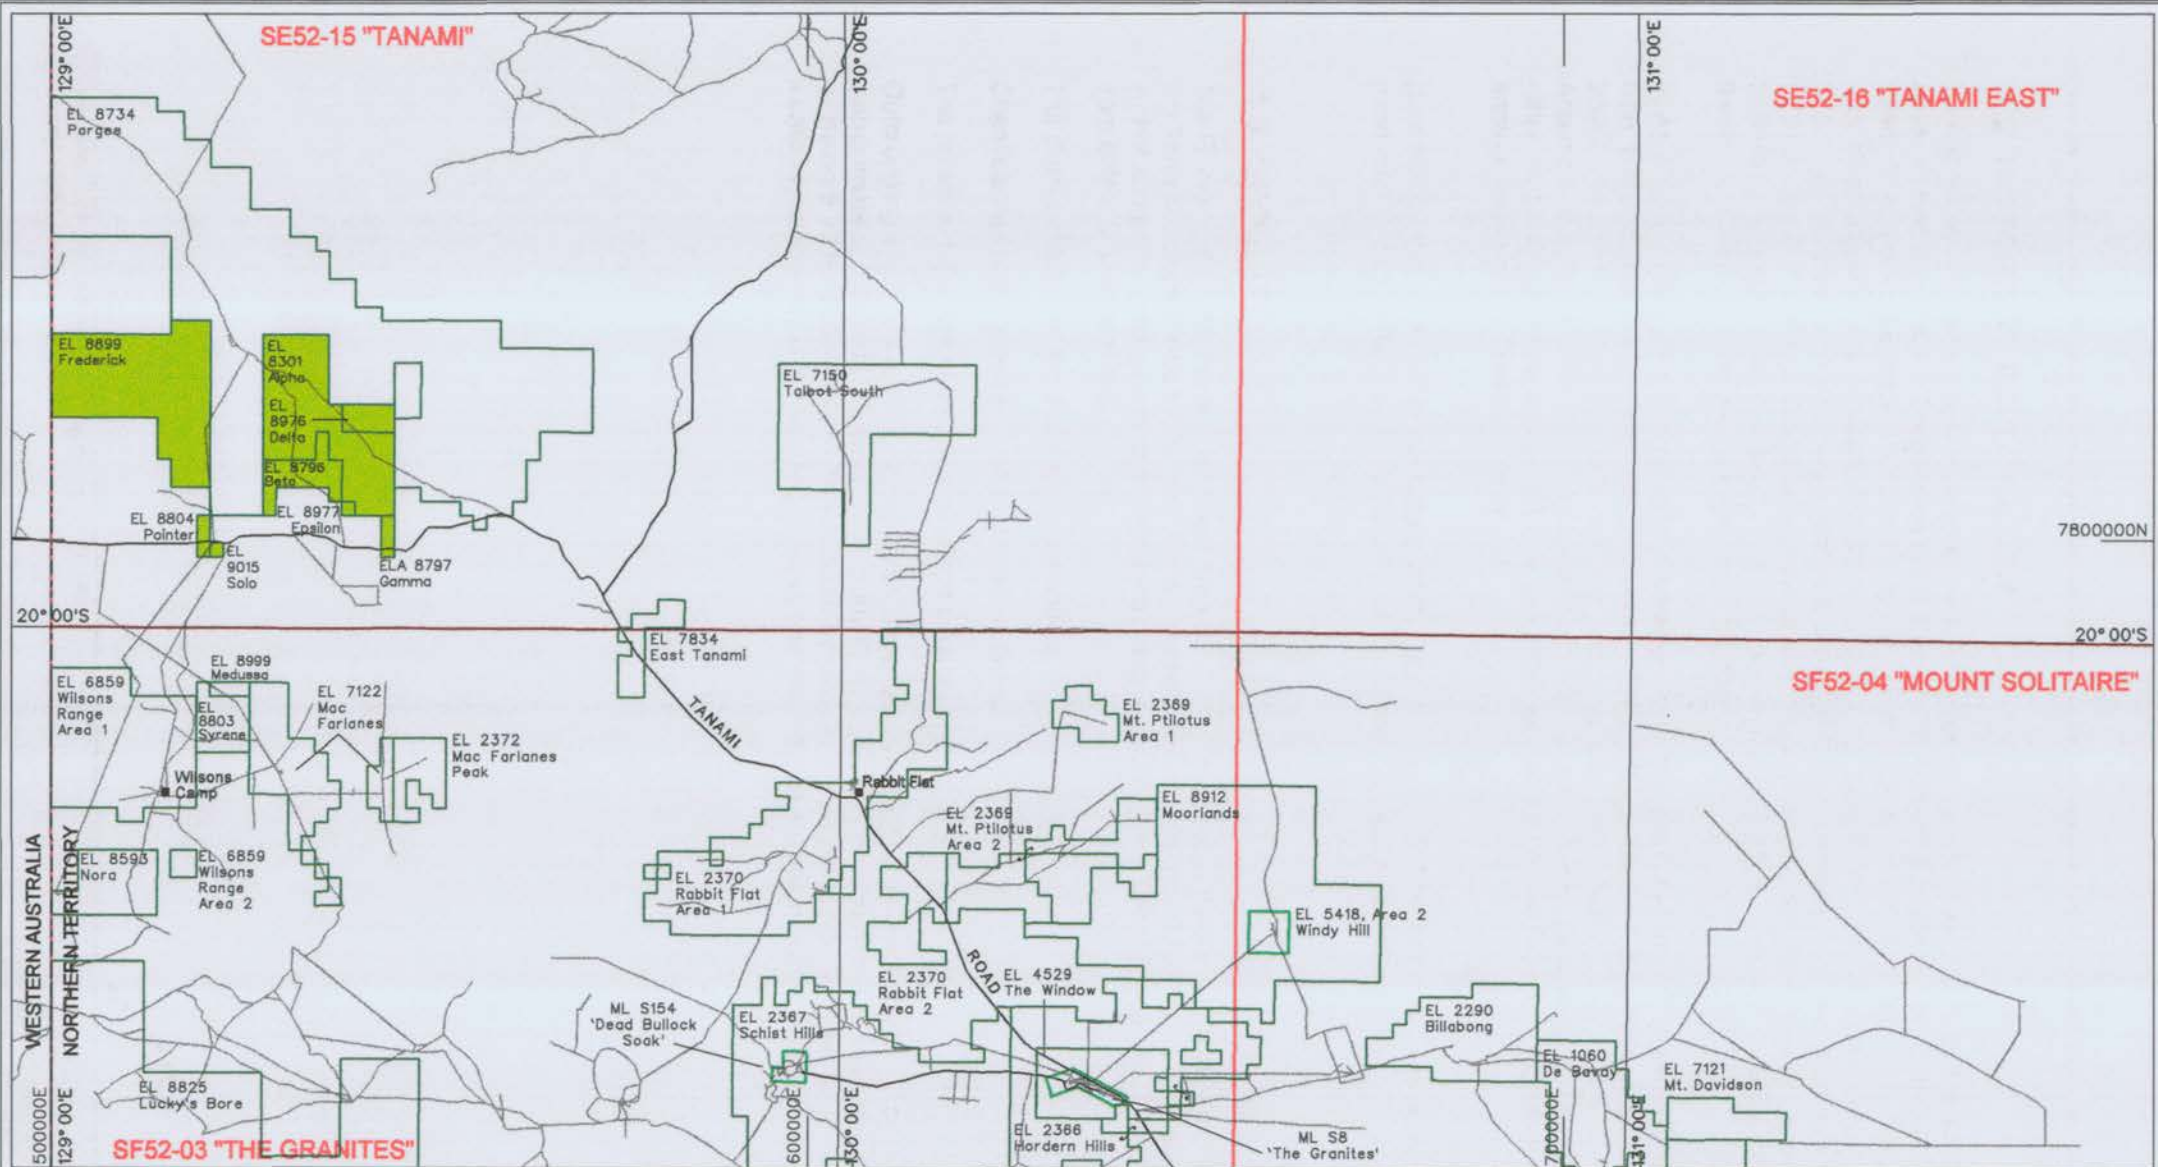 SE52-15 "TANAMI"
129° 00'E
130° 00'E
131° 00'E
SE52-16 "TANAMI EAST"
EL 8734
Pargee
EL 8899
Frederick
EL
8301
Alpha
EL
8976
Delta
EL 8796
Beta
EL 8977
Epsilon
EL 8804
Pointer
EL
9015
Solo
ELA 8797
Gamma
EL 7150
Talbot South
7800000N
20° 00'S
20° 00'S
SF52-04 "MOUNT SOLITAIRE"
EL 7834
East Tanami
EL 6859
Wilsons
Range
Area 1
EL 8999
Medussa
EL
8803
Syrene
EL 7122
Mac
Farlanes
EL 2372
Mac Farlanes
Peak
TANAMI
EL 2369
Mt. Ptilotus
Area 1
Wilsons
Camp
Rabbit Flat
EL 8912
Moorlands
EL 2369
Mt. Ptilotus
Area 2
WESTERN AUSTRALIA
NORTHERN TERRITORY
EL 8593
Nora
EL 6859
Wilsons
Range
Area 2
EL 2370
Rabbit Flat
Area 1
EL 5418, Area 2
Windy Hill
ROAD
EL 2370
Rabbit Flat
Area 2
EL 4529
The Window
ML S154
'Dead Bullock
Soak'
EL 2367
Schist Hills
EL 2290
Billabong
EL 1060
De Bavay
EL 7121
Mt. Davidson
EL 8825
Lucky's Bore
EL 2366
Hordern Hills
ML S8
'The Granites'
500000E
129° 00'E
SF52-03 "THE GRANITES"
600000E
130° 00'E
700000E
131° 00'E